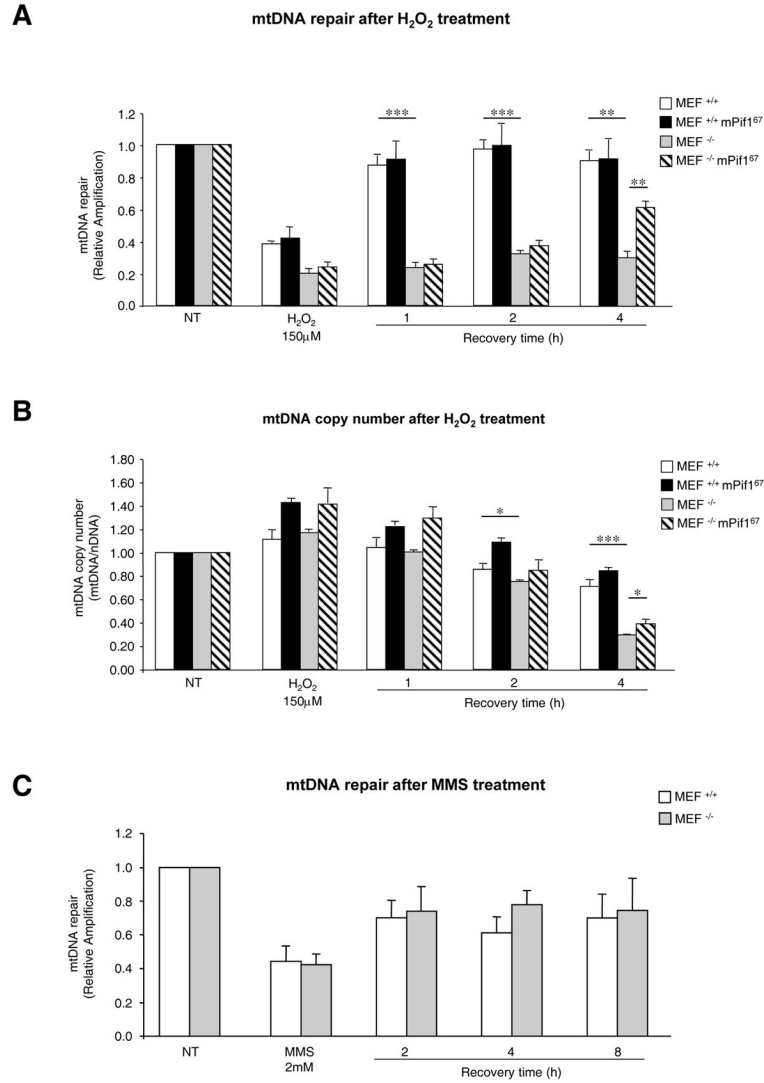 A
mtDNA repair after H₂O₂ treatment
mtDNA repair
(Relative Amplification)
1.2
1.0
0.8
0.6
0.4
0.2
0.0
***
***
**
**
MEF +/+
MEF +/+ mPif1⁶⁷
MEF -/-
MEF -/- mPif1⁶⁷
NT
H₂O₂
150µM
1
2
4
Recovery time (h)
B
mtDNA copy number after H₂O₂ treatment
mtDNA copy number
(mtDNA/nDNA)
1.80
1.60
1.40
1.20
1.00
0.80
0.60
0.40
0.20
0.00
*
***
*
MEF +/+
MEF +/+ mPif1⁶⁷
MEF -/-
MEF -/- mPif1⁶⁷
NT
H₂O₂
150µM
1
2
4
Recovery time (h)
C
mtDNA repair after MMS treatment
mtDNA repair
(Relative Amplification)
1.2
1.0
0.8
0.6
0.4
0.2
0.0
MEF +/+
MEF -/-
NT
MMS
2mM
2
4
8
Recovery time (h)